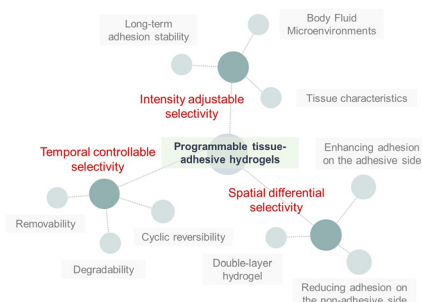 Long-term
adhesion stability
Body Fluid
Microenvironments
Intensity adjustable
selectivity
Tissue characteristics
Programmable tissue-
adhesive hydrogels
Temporal controllable
selectivity
Enhancing adhesion
on the adhesive side
Spatial differential
selectivity
Removability
Cyclic reversibility
Degradability
Double-layer
hydrogel
Reducing adhesion on
the non-adhesive side